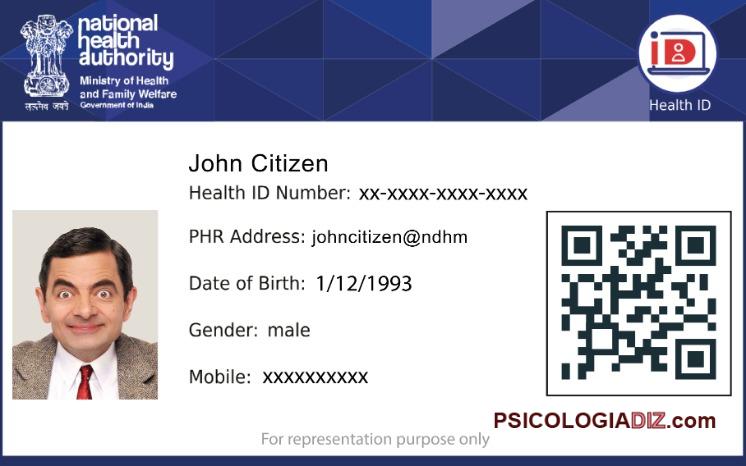 national
health
authority
Ministry of Health
and Family Welfare
Government of India
सत्यमेव जयते
iD
Health ID
John Citizen
Health ID Number: xx-xxxx-xxxx-xxxx
PHR Address: johncitizen@ndhm
Date of Birth: 1/12/1993
Gender: male
Mobile: xxxxxxxxxx
PSICOLOGIADIZ.com
For representation purpose only